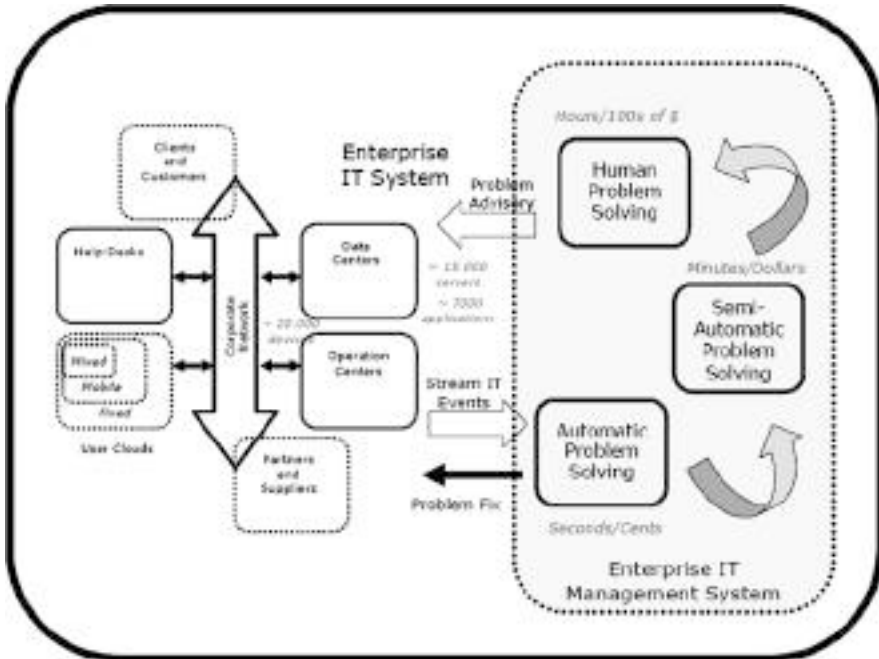 Hours/100s of $
Clients
and
Customers
Enterprise
IT System
Problem
Advisory
Human
Problem
Solving
Help-Desks
Data
Centers
~ 15.000
servers
~ 7000
applications
Minutes/Dollars
Corporate
Network
~ 20.000
devices
Semi-
Automatic
Problem
Solving
Mixed
Mobile
Fixed
User Clouds
Operation
Centers
Stream IT
Events
Automatic
Problem
Solving
Partners
and
Suppliers
Problem Fix
Seconds/Cents
Enterprise IT
Management System